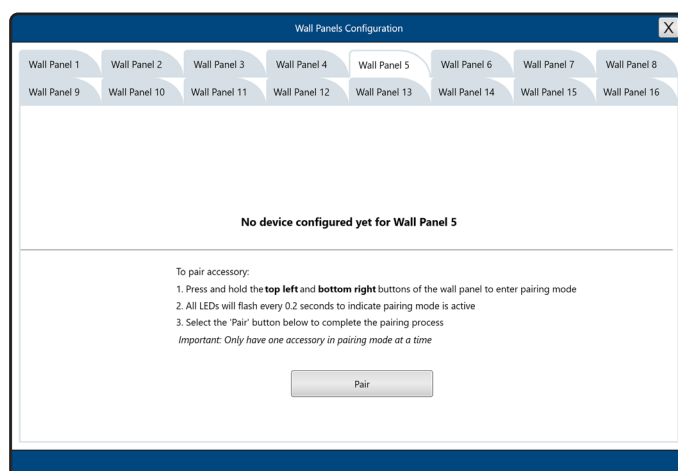 Wall Panels Configuration
X
Wall Panel 1 Wall Panel 2 Wall Panel 3 Wall Panel 4 Wall Panel 5 Wall Panel 6 Wall Panel 7 Wall Panel 8
Wall Panel 9 Wall Panel 10 Wall Panel 11 Wall Panel 12 Wall Panel 13 Wall Panel 14 Wall Panel 15 Wall Panel 16
No device configured yet for Wall Panel 5
To pair accessory:
1. Press and hold the top left and bottom right buttons of the wall panel to enter pairing mode
2. All LEDs will flash every 0.2 seconds to indicate pairing mode is active
3. Select the 'Pair' button below to complete the pairing process
Important: Only have one accessory in pairing mode at a time
Pair